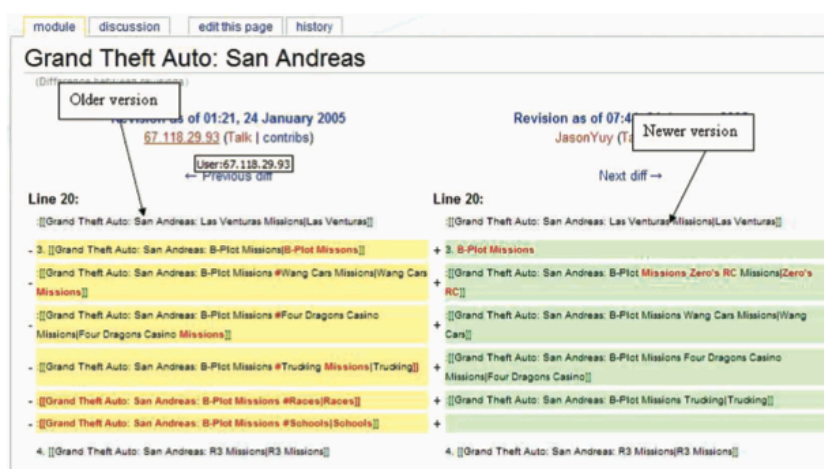 module discussion edit this page history
Grand Theft Auto: San Andreas
(Difference between revisions)
Older version
Revision as of 01:21, 24 January 2005
67.118.29.93 (Talk | contribs)
User:67.118.29.93
← Previous diff
Line 20:
:[[Grand Theft Auto: San Andreas: Las Venturas Missions|Las Venturas]]
- 3. [[Grand Theft Auto: San Andreas: B-Plot Missions|B-Plot Missons]]
- :[[Grand Theft Auto: San Andreas: B-Plot Missions #Wang Cars Missions|Wang Cars
Missions]]
- :[[Grand Theft Auto: San Andreas: B-Plot Missions #Four Dragons Casino
Missions|Four Dragons Casino Missions]]
- :[[Grand Theft Auto: San Andreas: B-Plot Missions #Trucking Missions|Trucking]]
- :[[Grand Theft Auto: San Andreas: B-Plot Missions #Races|Races]]
- :[[Grand Theft Auto: San Andreas: B-Plot Missions #Schools|Schools]]
4. [[Grand Theft Auto: San Andreas: R3 Missions|R3 Missions]]
Revision as of 07:4
Newer version
JasonYuy
Next diff →
Line 20:
:[[Grand Theft Auto: San Andreas: Las Venturas Missions|Las Venturas]]
+ 3. B-Plot Missions
+ :[[Grand Theft Auto: San Andreas: B-Plot Missions Zero's RC Missions|Zero's
RC]]
+ :[[Grand Theft Auto: San Andreas: B-Plot Missions Wang Cars Missions|Wang
Cars]]
+ :[[Grand Theft Auto: San Andreas: B-Plot Missions Four Dragons Casino
Missions|Four Dragons Casino]]
+ :[[Grand Theft Auto: San Andreas: B-Plot Missions Trucking|Trucking]]
+
4. [[Grand Theft Auto: San Andreas: R3 Missions|R3 Missions]]